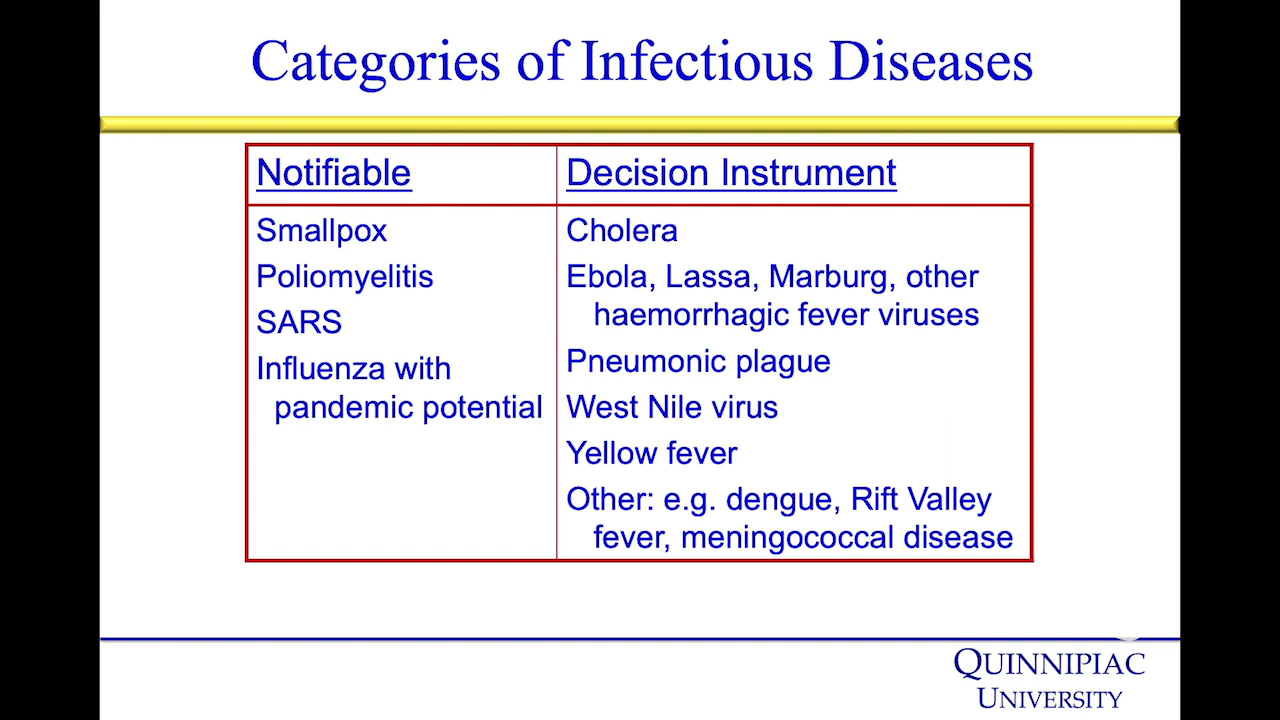 Categories of Infectious Diseases
Notifiable
Decision Instrument
Smallpox
Poliomyelitis
SARS
Influenza with
pandemic potential
Cholera
Ebola, Lassa, Marburg, other
haemorrhagic fever viruses
Pneumonic plague
West Nile virus
Yellow fever
Other: e.g. dengue, Rift Valley
fever, meningococcal disease
QUINNIPIAC
UNIVERSITY